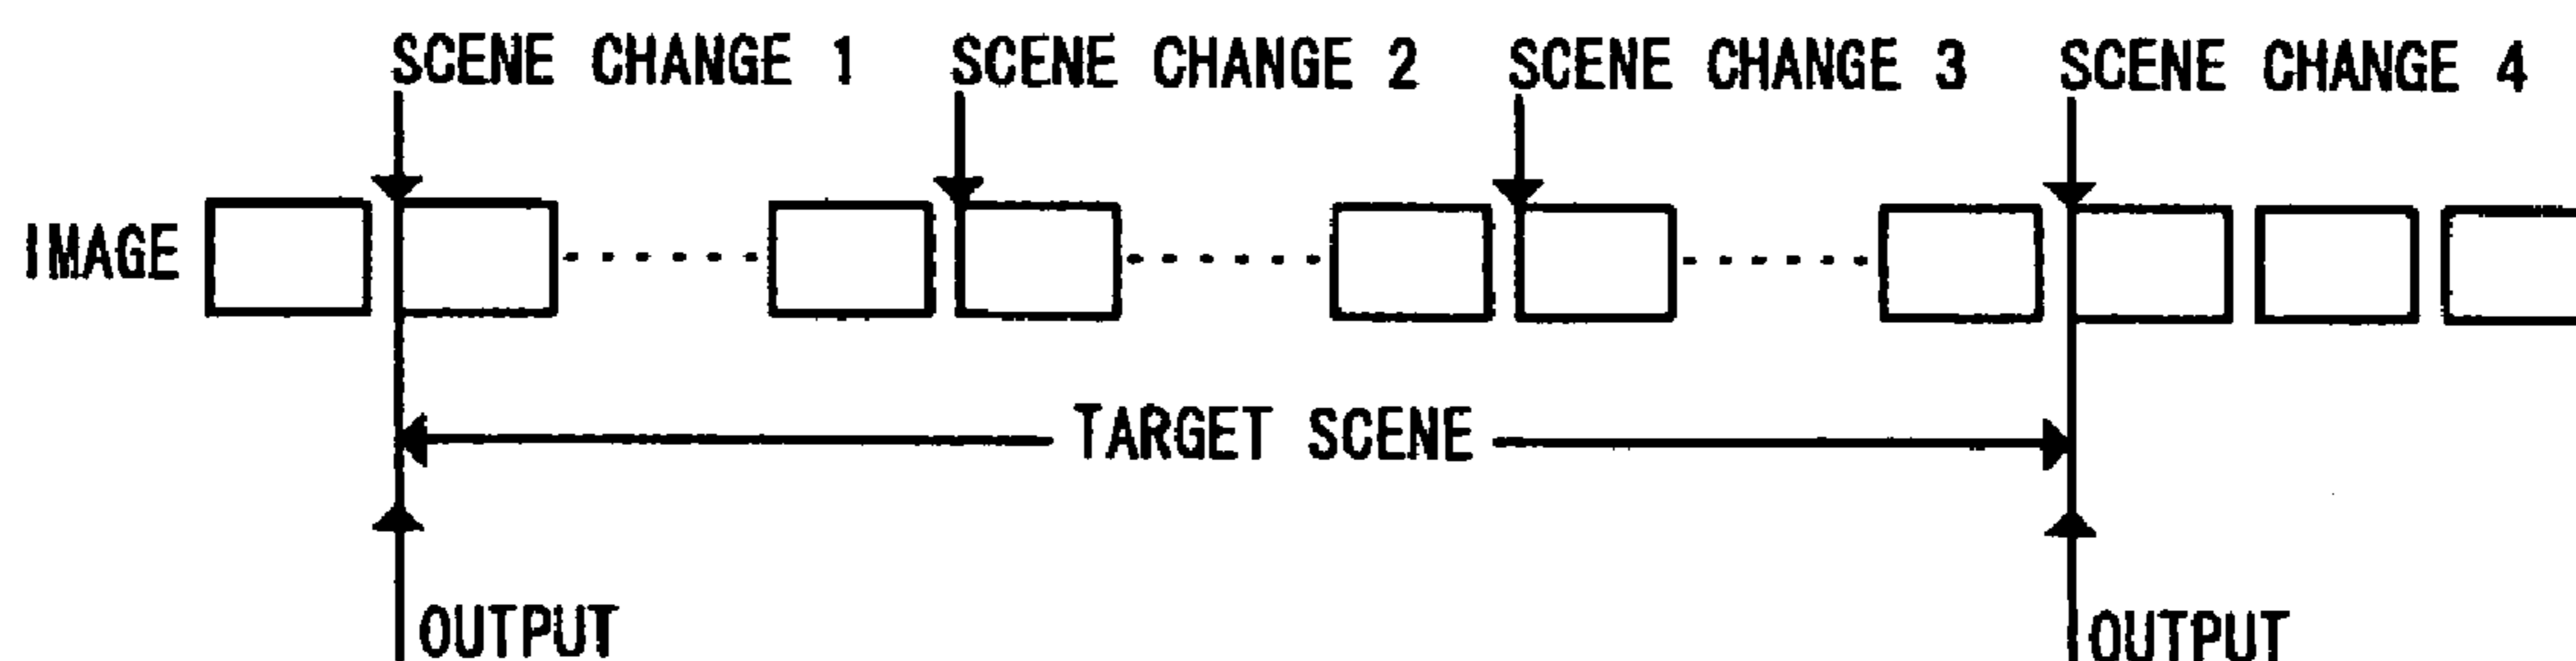 SCENE CHANGE 1 SCENE CHANGE 2 SCENE CHANGE 3 SCENE CHANGE 4
IMAGE
TARGET SCENE
OUTPUT OUTPUT